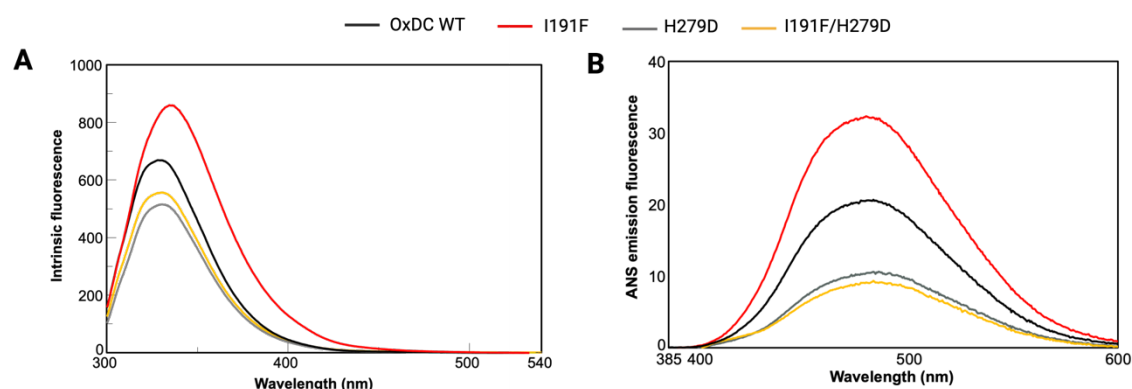 OxDC WT I191F H279D I191F/H279D
A
1000
800
600
400
200
0
300 400 500 540
Intrinsic fluorescence
Wavelength (nm)
B
40
30
20
10
0
385 400 500 600
ANS emission fluorescence
Wavelength (nm)